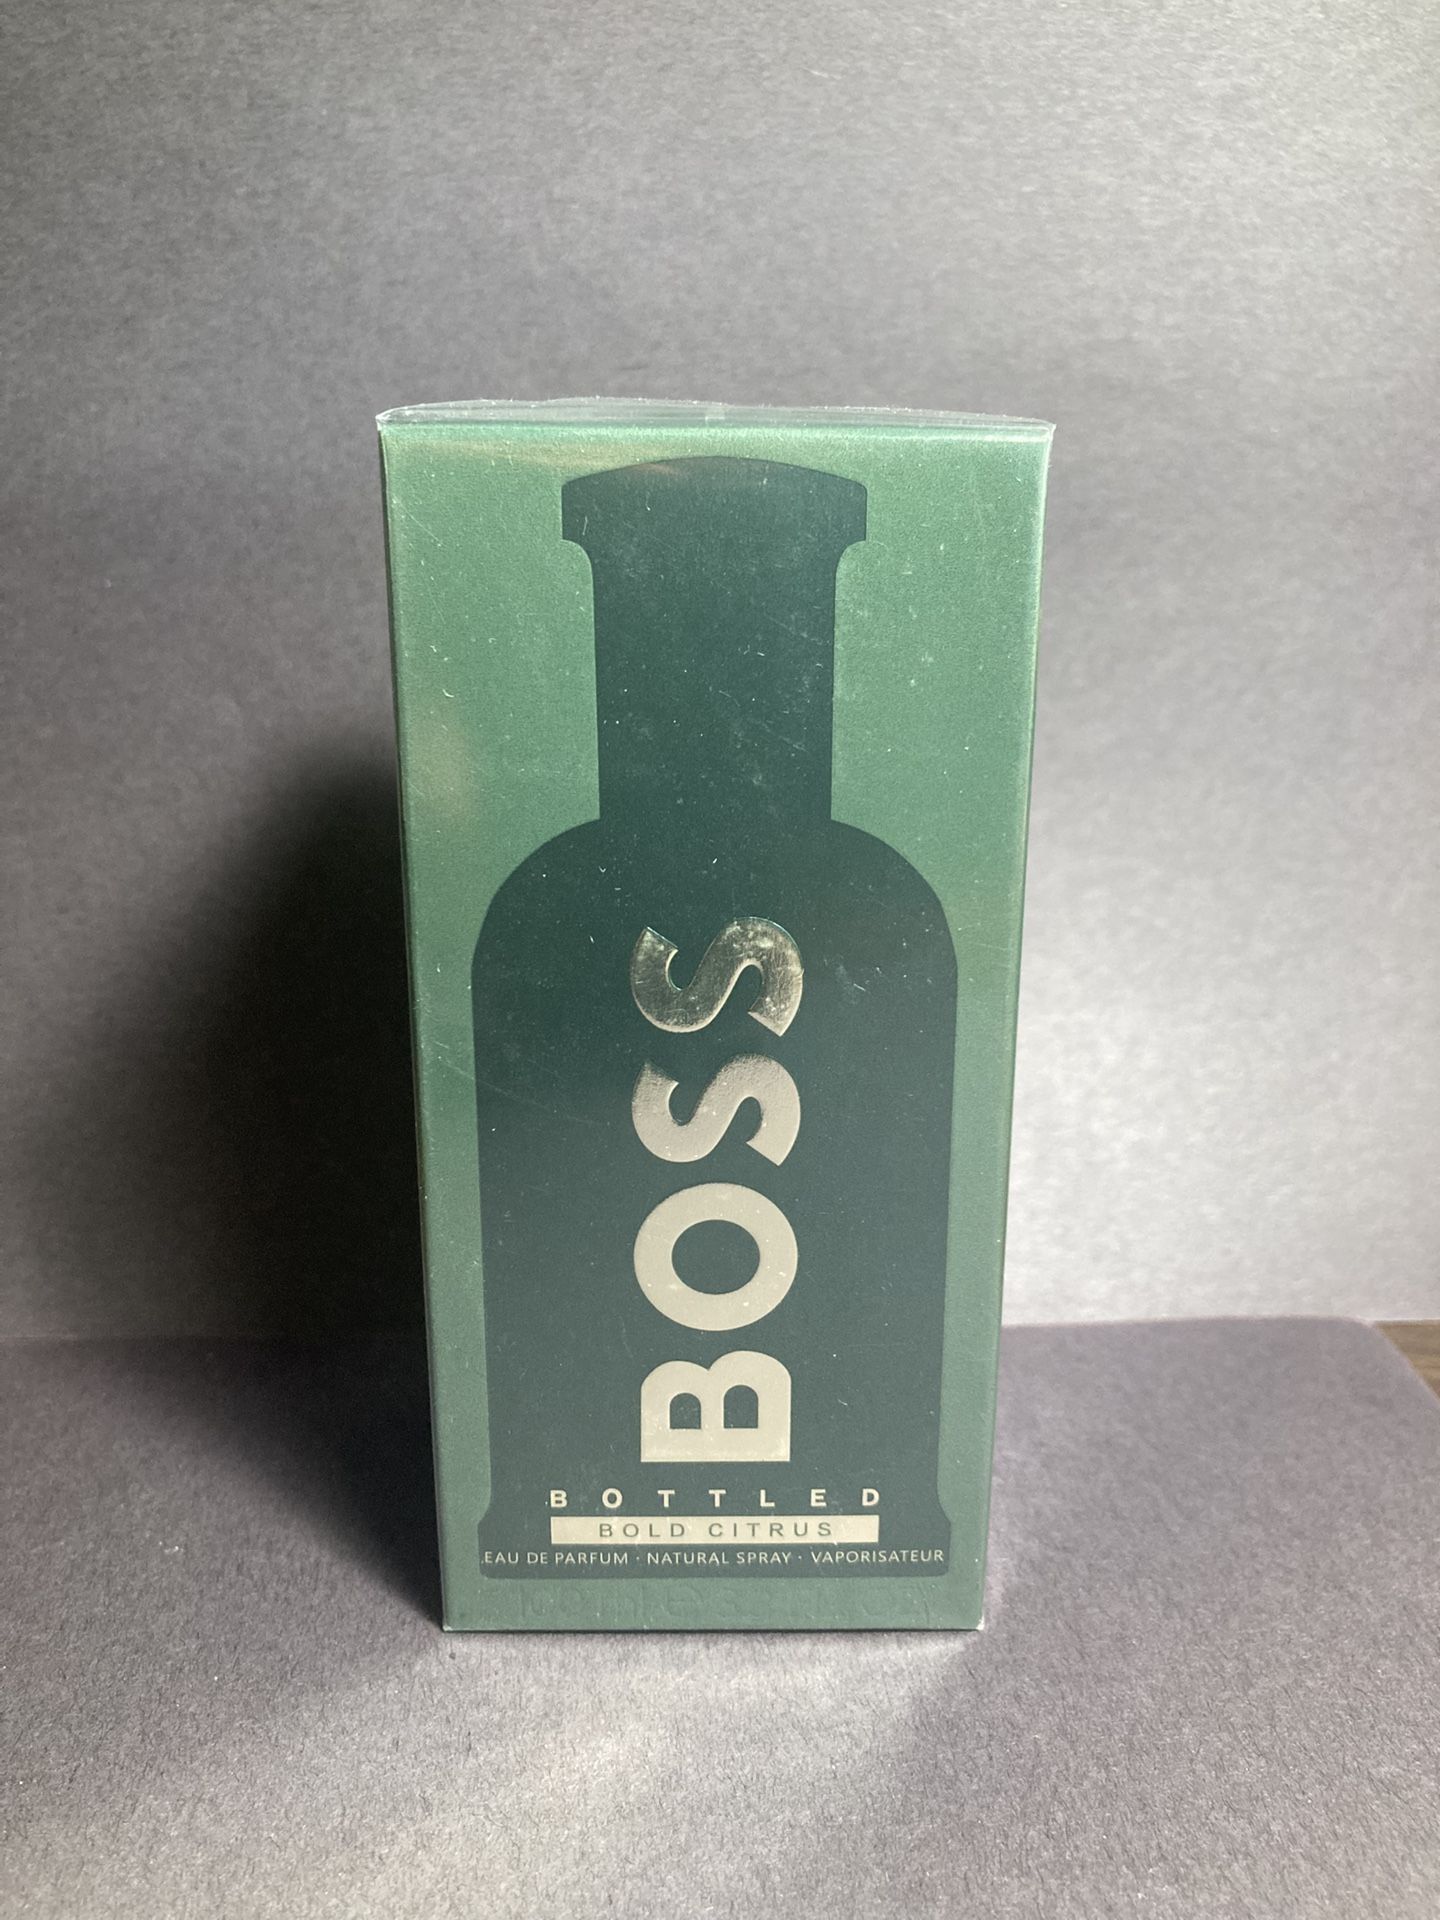 BOSS
BOTTLED
BOLD CITRUS
EAU DE PARFUM · NATURAL SPRAY · VAPORISATEUR